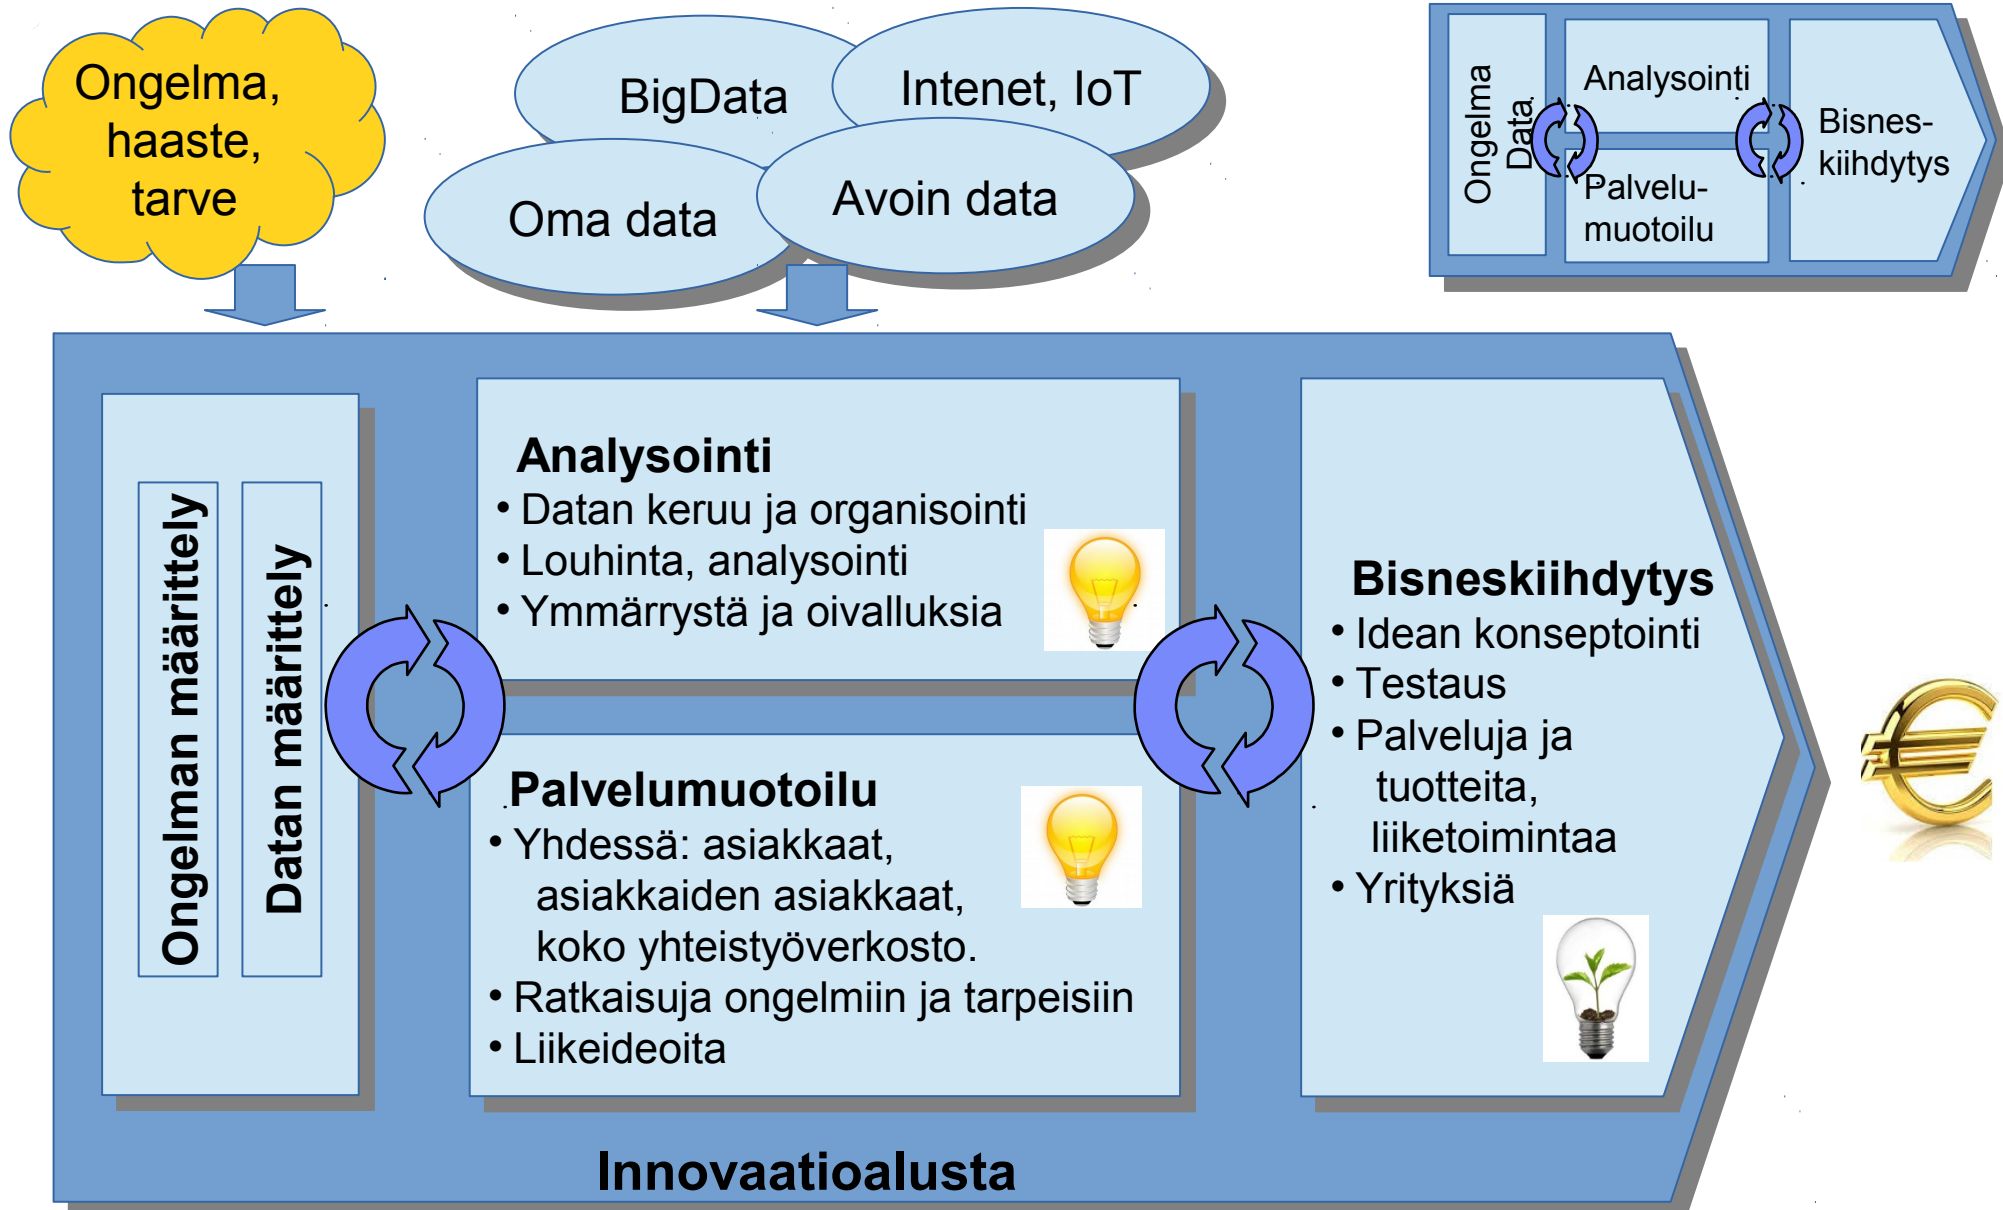 Ongelma,
haaste,
tarve
BigData
Intenet, IoT
Oma data
Avoin data
Ongelma
Data
Analysointi
Palvelu-
muotoilu
Bisnes-
kiihdytys
Ongelman määrittely
Datan määrittely
Analysointi
• Datan keruu ja organisointi
• Louhinta, analysointi
• Ymmärrystä ja oivalluksia
Palvelumuotoilu
• Yhdessä: asiakkaat,
asiakkaiden asiakkaat,
koko yhteistyöverkosto.
• Ratkaisuja ongelmiin ja tarpeisiin
• Liikeideoita
Bisneskiihdytys
• Idean konseptointi
• Testaus
• Palveluja ja
tuotteita,
liiketoimintaa
• Yrityksiä
Innovaatioalusta